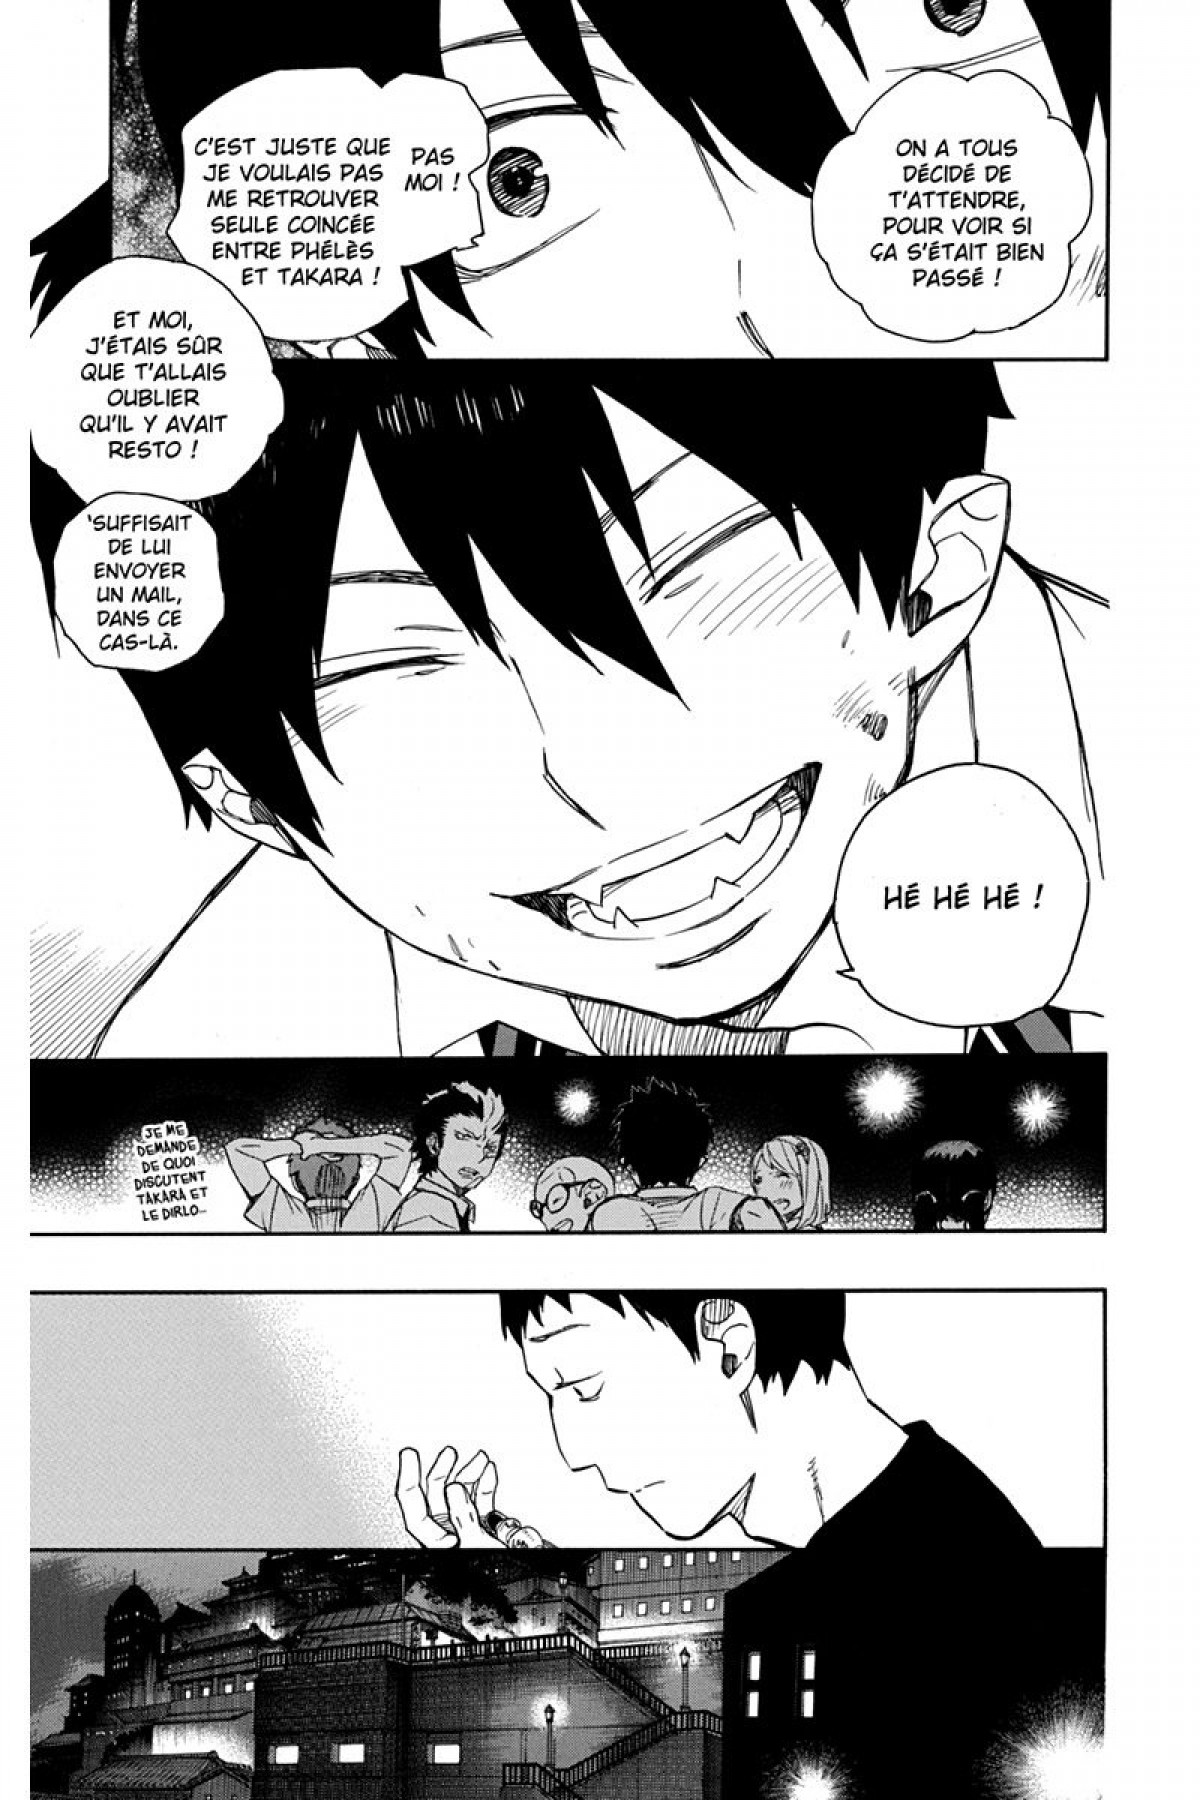 ON A TOUS
DÉCIDÉ DE
T'ATTENDRE,
POUR VOIR SI
ÇA S'ÉTAIT BIEN
PASSÉ !
PAS
MOI !
C'EST JUSTE QUE
JE VOULAIS PAS
ME RETROUVER
SEULE COINCÉE
ENTRE PHÉLÈS
ET TAKARA !
ET MOI,
J'ÉTAIS SÛR
QUE T'ALLAIS
OUBLIER
QU'IL Y AVAIT
RESTO !
'SUFFISAIT
DE LUI
ENVOYER
UN MAIL,
DANS CE
CAS-LÀ.
HÉ HÉ HÉ !
JE ME
DEMANDE
DE QUOI
DISCUTENT
TAKARA ET
LE DIRLO...